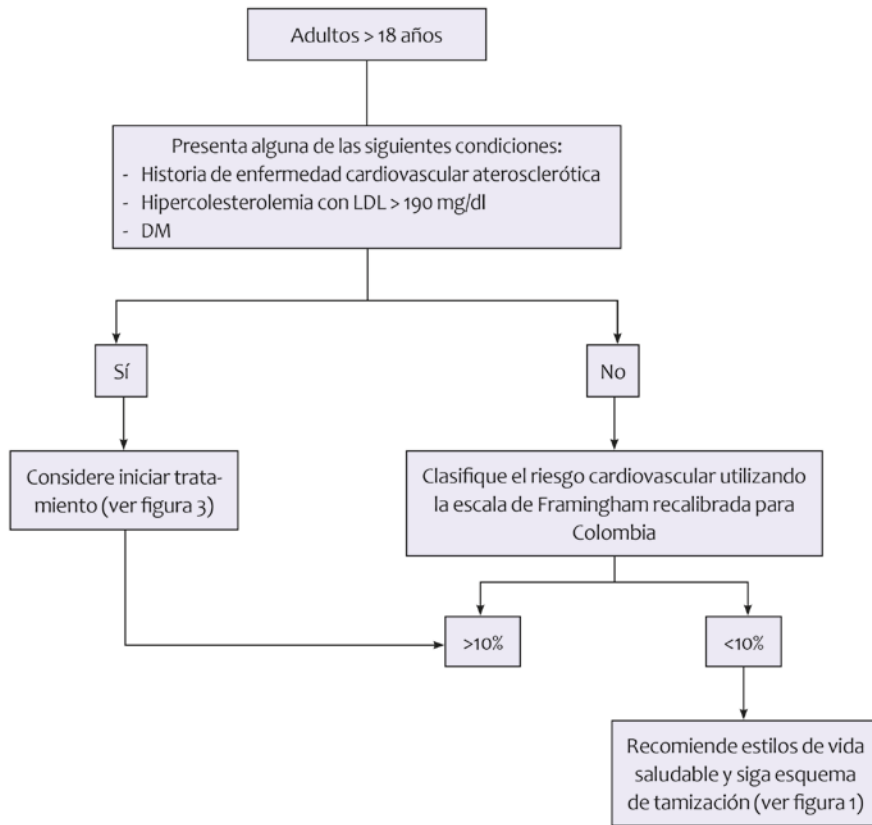 Adultos > 18 años
Presenta alguna de las siguientes condiciones:
- Historia de enfermedad cardiovascular aterosclerótica
- Hipercolesterolemia con LDL > 190 mg/dl
- DM
Sí
No
Considere iniciar trata-
miento (ver figura 3)
Clasifique el riesgo cardiovascular utilizando
la escala de Framingham recalibrada para
Colombia
>10%
<10%
Recomiende estilos de vida
saludable y siga esquema
de tamización (ver figura 1)